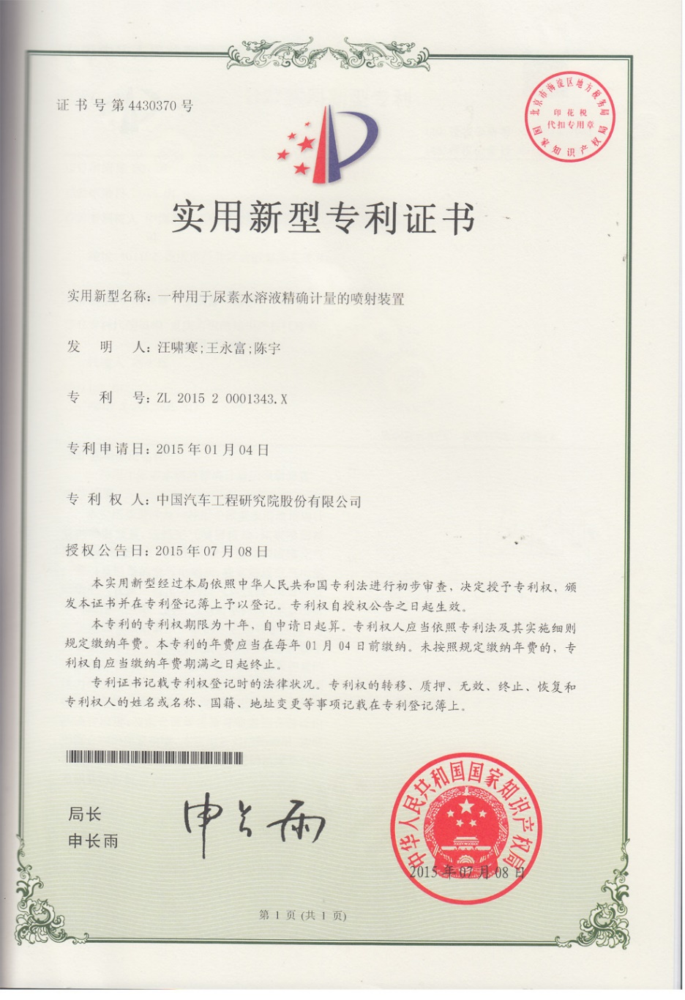 证书号第4430370号
北京市海淀区地方税务局
印花税
代扣专用章
国家知识产权局
实用新型专利证书
实用新型名称：一种用于尿素水溶液精确计量的喷射装置
发明人：汪啸寒;王永富;陈宇
专利号：ZL 2015 2 0001343.X
专利申请日：2015年01月04日
专利权人：中国汽车工程研究院股份有限公司
授权公告日：2015年07月08日
本实用新型经过本局依照中华人民共和国专利法进行初步审查，决定授予专利权，颁
发本证书并在专利登记簿上予以登记。专利权自授权公告之日起生效。
本专利的专利权期限为十年，自申请日起算。专利权人应当依照专利法及其实施细则
规定缴纳年费。本专利的年费应当在每年01月04日前缴纳。未按照规定缴纳年费的，专
利权自应当缴纳年费期满之日起终止。
专利证书记载专利权登记时的法律状况。专利权的转移、质押、无效、终止、恢复和
专利权人的姓名或名称、国籍、地址变更等事项记载在专利登记簿上。
局长
申长雨
申长雨
中华人民共和国国家知识产权局
2015年07月08日
第1页(共1页)